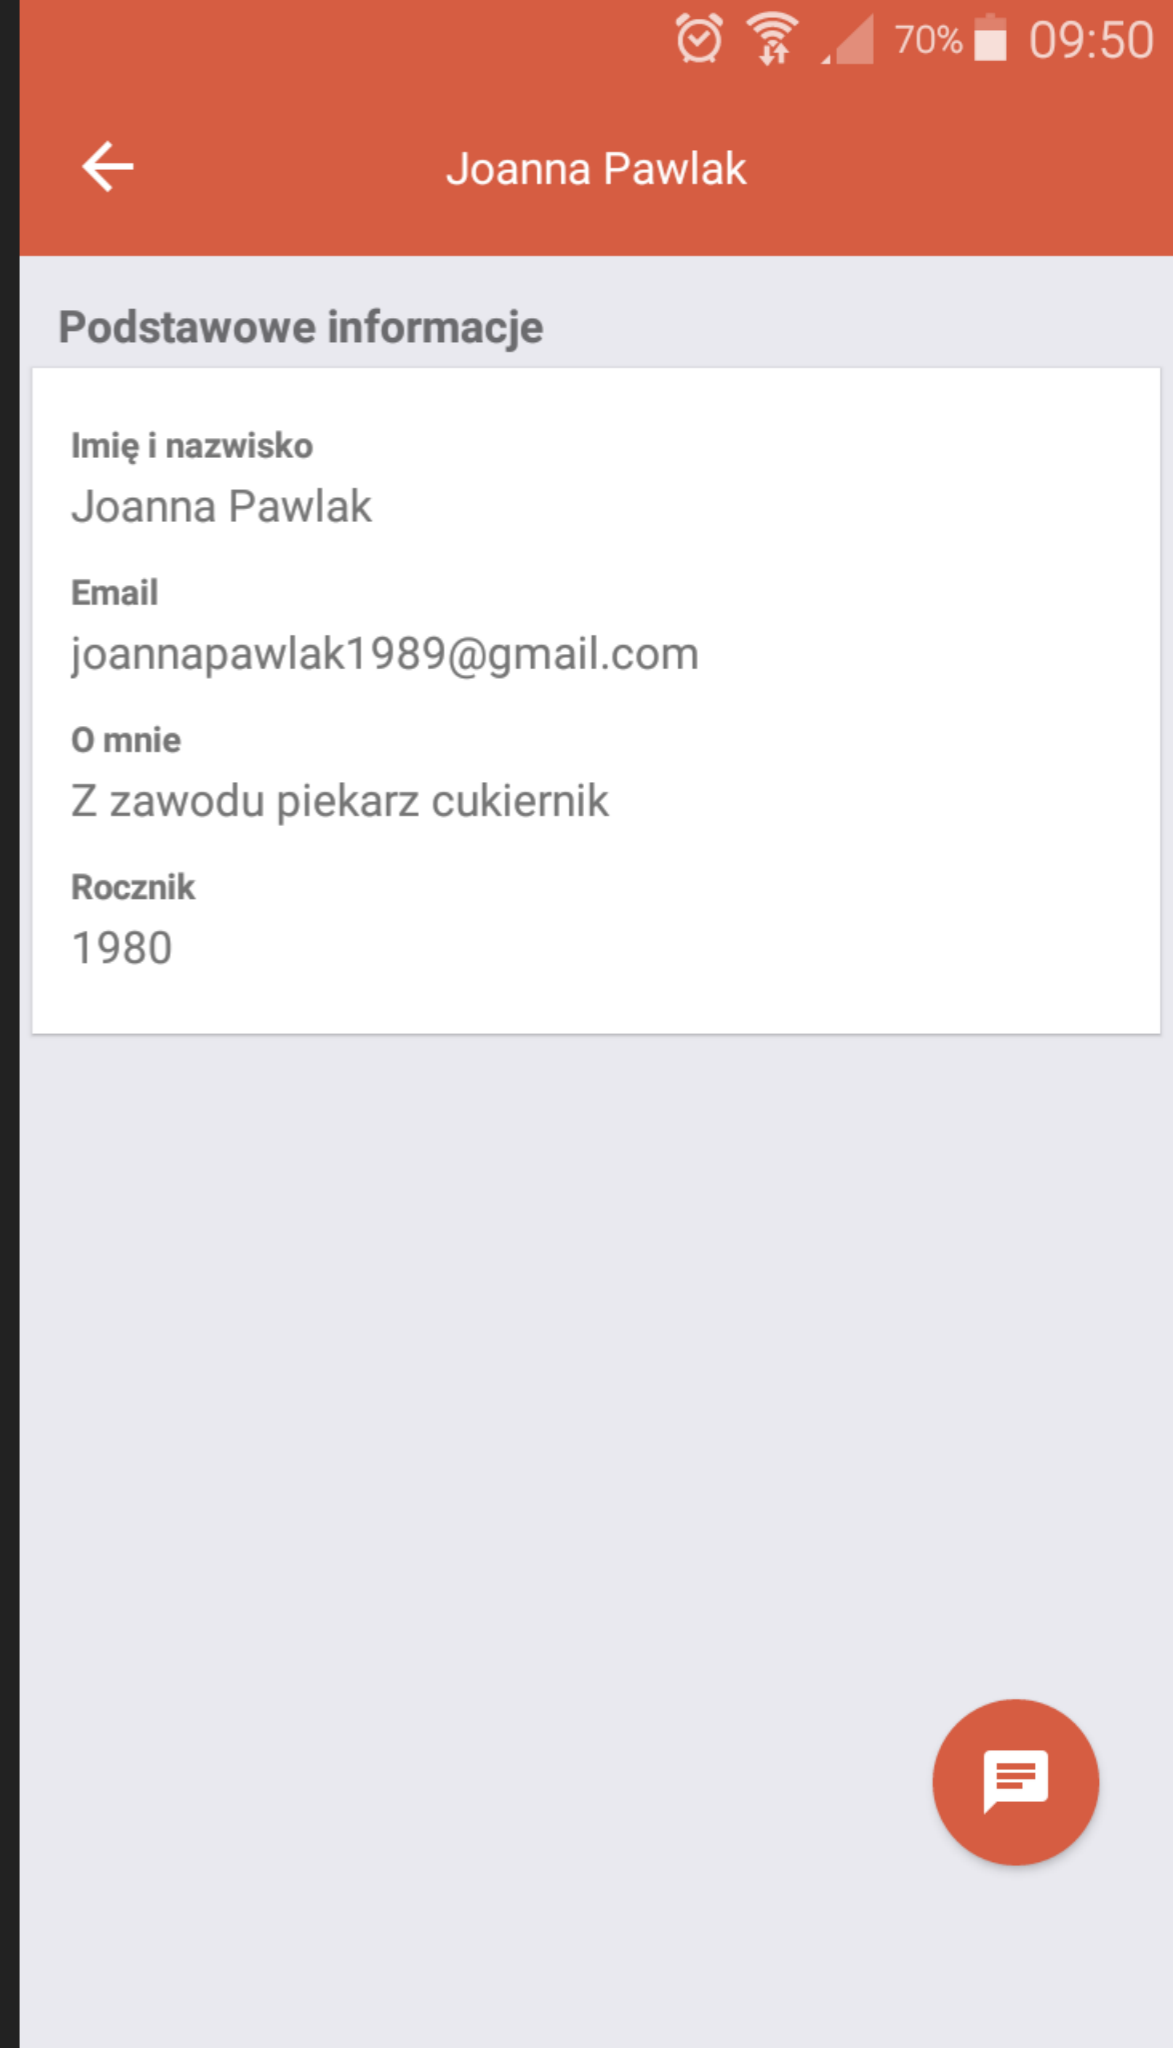 70% 09:50
Joanna Pawlak
Podstawowe informacje
Imię i nazwisko
Joanna Pawlak
Email
joannapawlak1989@gmail.com
O mnie
Z zawodu piekarz cukiernik
Rocznik
1980